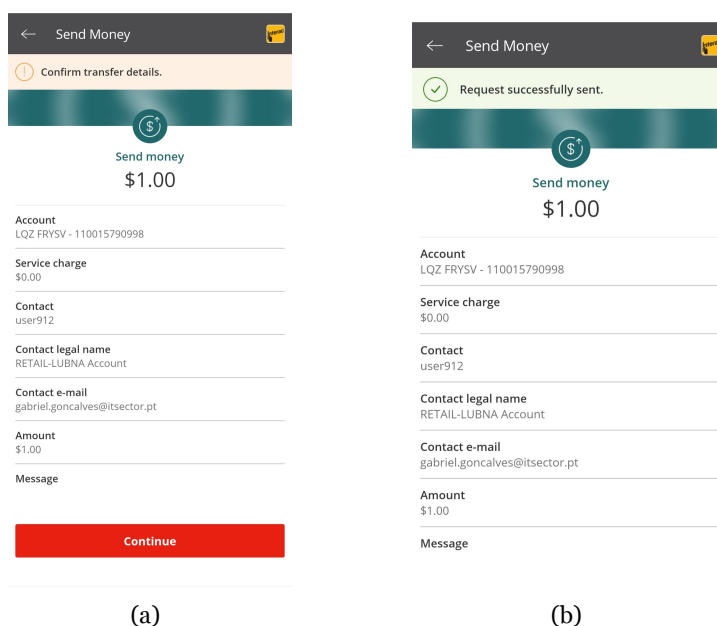 Send Money
Interac
Confirm transfer details.
Send money
$1.00
Account
LQZ FRYSV - 110015790998
Service charge
$0.00
Contact
user912
Contact legal name
RETAIL-LUBNA Account
Contact e-mail
gabriel.goncalves@itsector.pt
Amount
$1.00
Message
Continue
(a)
Send Money
Request successfully sent.
Send money
$1.00
Account
LQZ FRYSV - 110015790998
Service charge
$0.00
Contact
user912
Contact legal name
RETAIL-LUBNA Account
Contact e-mail
gabriel.goncalves@itsector.pt
Amount
$1.00
Message
(b)